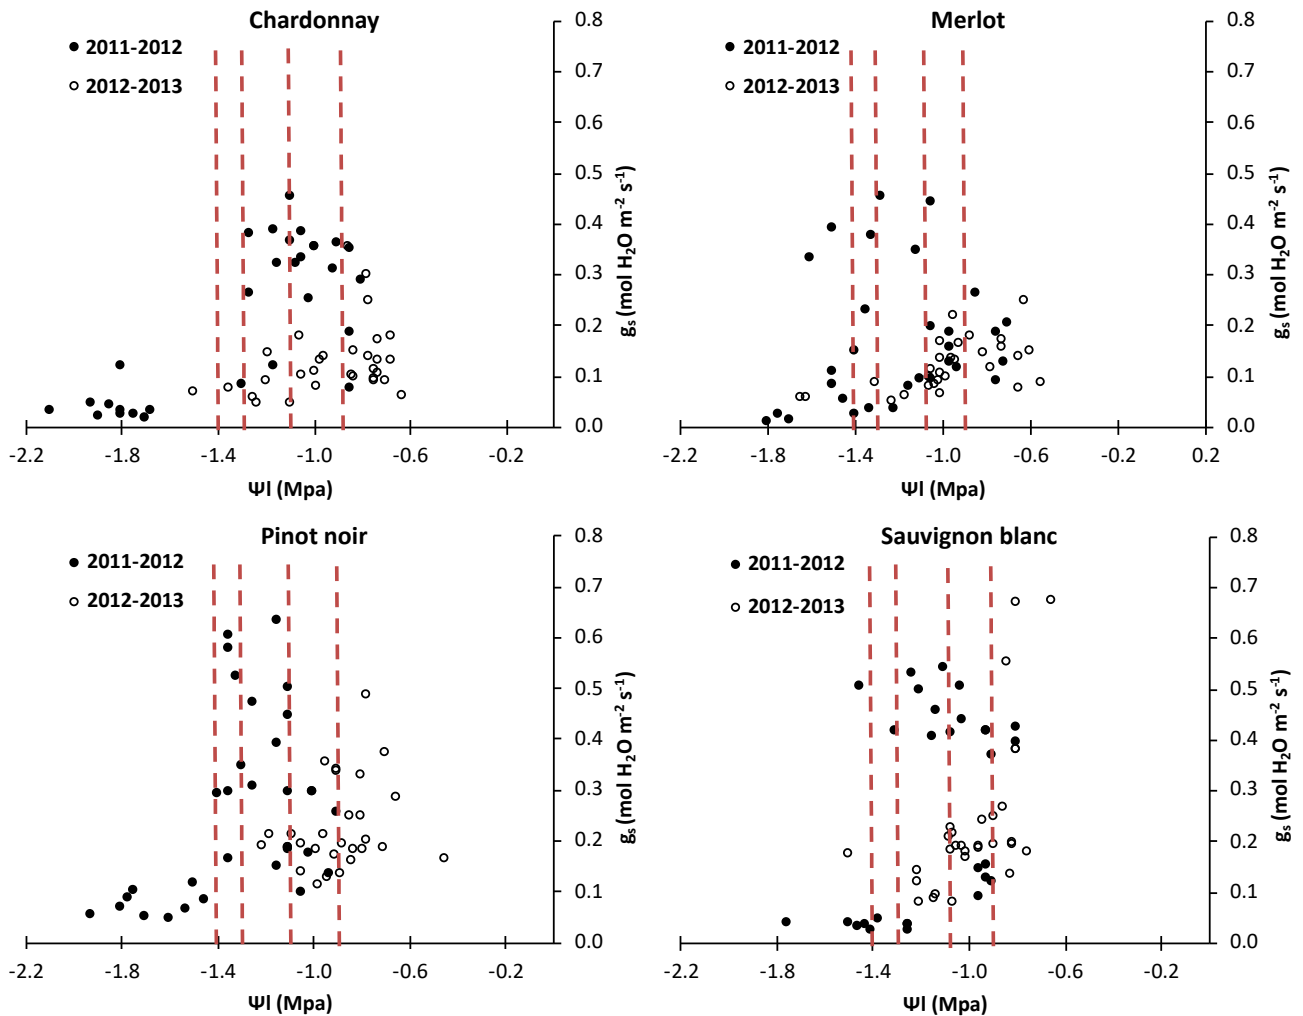 Chardonnay
2011-2012
2012-2013
0.8
0.7
0.6
0.5
0.4
0.3
0.2
0.1
0.0
gs (mol H2O m-2 s-1)
-2.2 -1.8 -1.4 -1.0 -0.6 -0.2
Ψl (Mpa)
Merlot
2011-2012
2012-2013
0.8
0.7
0.6
0.5
0.4
0.3
0.2
0.1
0.0
gs (mol H2O m-2 s-1)
-2.2 -1.8 -1.4 -1.0 -0.6 -0.2 0.2
Ψl (Mpa)
Pinot noir
2011-2012
2012-2013
0.8
0.7
0.6
0.5
0.4
0.3
0.2
0.1
0.0
gs (mol H2O m-2 s-1)
-2.2 -1.8 -1.4 -1.0 -0.6 -0.2
Ψl (Mpa)
Sauvignon blanc
2011-2012
2012-2013
0.8
0.7
0.6
0.5
0.4
0.3
0.2
0.1
0.0
gs (mol H2O m-2 s-1)
-2.2 -1.8 -1.4 -1.0 -0.6 -0.2
Ψl (Mpa)